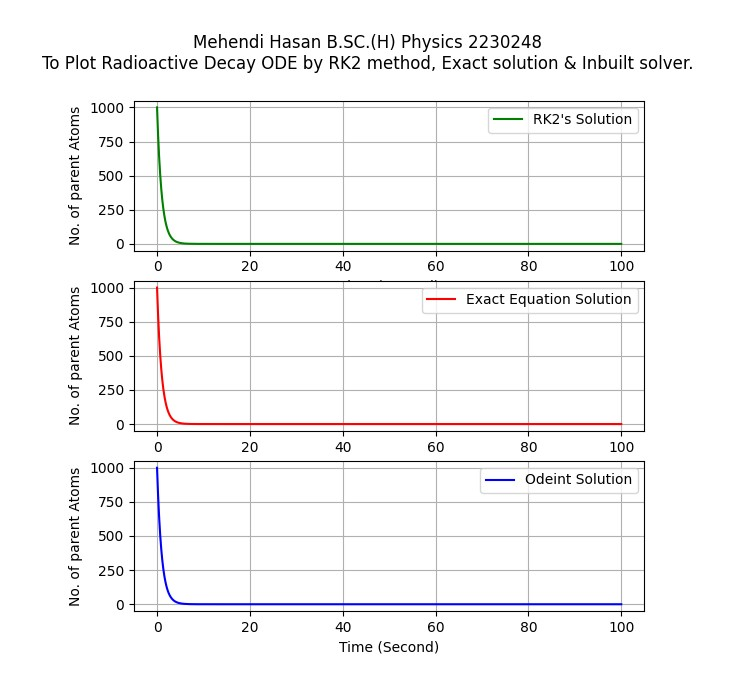 Mehendi Hasan B.SC.(H) Physics 2230248
To Plot Radioactive Decay ODE by RK2 method, Exact solution & Inbuilt solver.
No. of parent Atoms
1000
750
500
250
0
RK2's Solution
0 20 40 60 80 100
No. of parent Atoms
1000
750
500
250
0
Exact Equation Solution
0 20 40 60 80 100
No. of parent Atoms
1000
750
500
250
0
Odeint Solution
0 20 40 60 80 100
Time (Second)